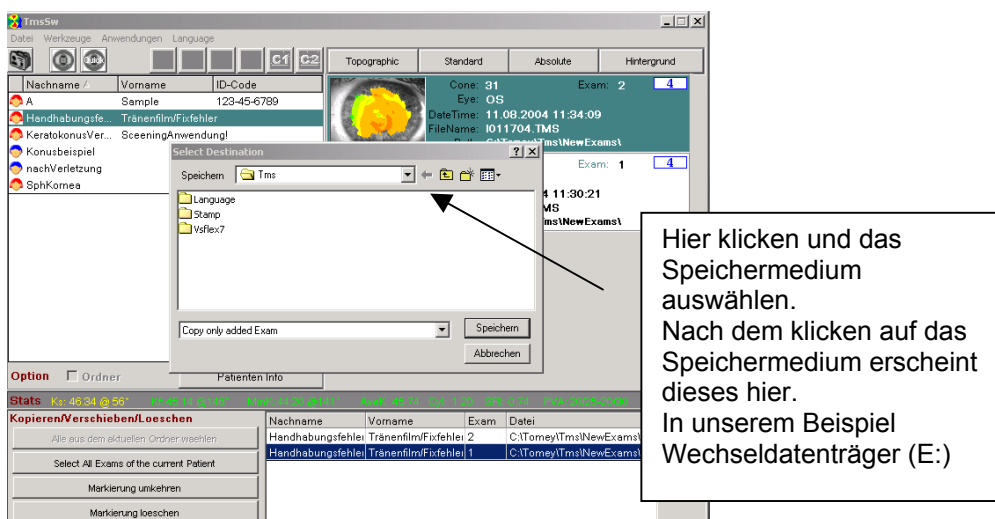 TmsSw
Datei Werkzeuge Anwendungen Language
Quick C1 C2 Topographic Standard Absolute Hintergrund
Nachname Vorname ID-Code
A Sample 123-45-6789
Handhabungsfe... Tränenfilm/Fixfehler
KeratokonusVer... SceeningAnwendung!
Konusbeispiel
nachVerletzung
SphKornea
Cone: 31 Exam: 2 4
Eye: OS
DateTime: 11.08.2004 11:34:09
FileName: I011704.TMS
Exam: 1 4
11:30:21
Select Destination
Speichern Tms
Language
Stamp
Vsflex7
Copy only added Exam Speichern
Abbrechen
Hier klicken und das
Speichermedium
auswählen.
Nach dem klicken auf das
Speichermedium erscheint
dieses hier.
In unserem Beispiel
Wechseldatenträger (E:)
Option Ordner Patienten Info
Stats Ks: 46.34 @ 56°
Kopieren/Verschieben/Loeschen
Alle aus dem aktuellen Ordner waehlen
Select All Exams of the current Patient
Markierung umkehren
Markierung loeschen
Nachname Vorname Exam Datei
Handhabungsfehler Tränenfilm/Fixfehler 2 C:\Tomey\Tms\NewExams\
Handhabungsfehler Tränenfilm/Fixfehler 1 C:\Tomey\Tms\NewExams\